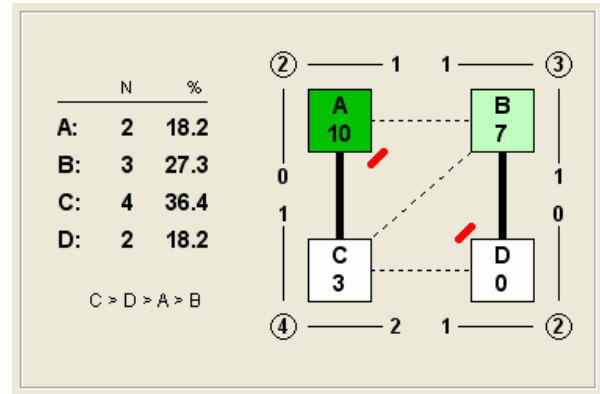 N %
A: 2 18.2
B: 3 27.3
C: 4 36.4
D: 2 18.2
C > D > A > B
2 1 1 3
A
10
B
7
0 1
1 0
C
3
D
0
4 2 1 2